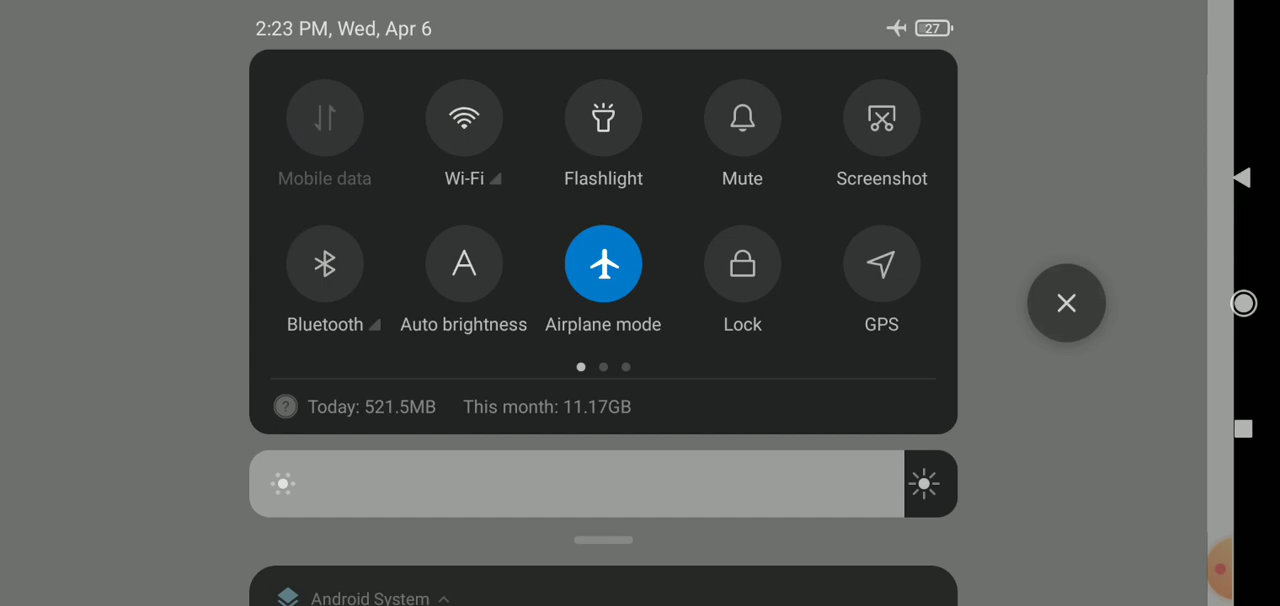 2:23 PM, Wed, Apr 6
27
Mobile data
Wi-Fi
Flashlight
Mute
Screenshot
Bluetooth
Auto brightness
Airplane mode
Lock
GPS
? Today: 521.5MB This month: 11.17GB
Android System